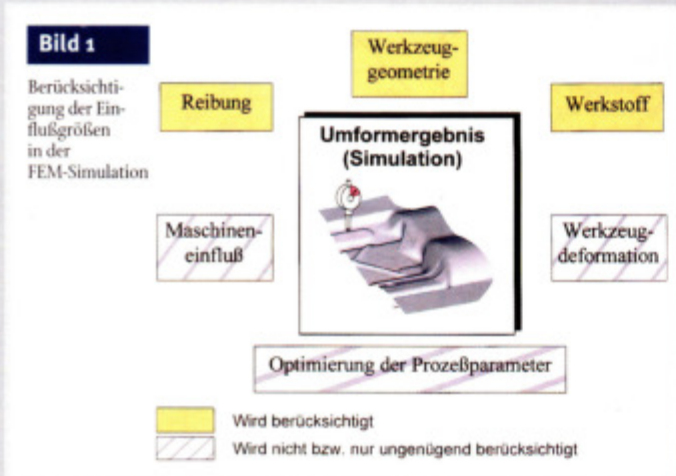 Bild 1
Berücksichti-
gung der Ein-
flußgrößen
in der
FEM-Simulation
Werkzeug-
geometrie
Reibung
Werkstoff
Umformergebnis
(Simulation)
Maschinen-
einfluß
Werkzeug-
deformation
Optimierung der Prozeßparameter
Wird berücksichtigt
Wird nicht bzw. nur ungenügend berücksichtigt